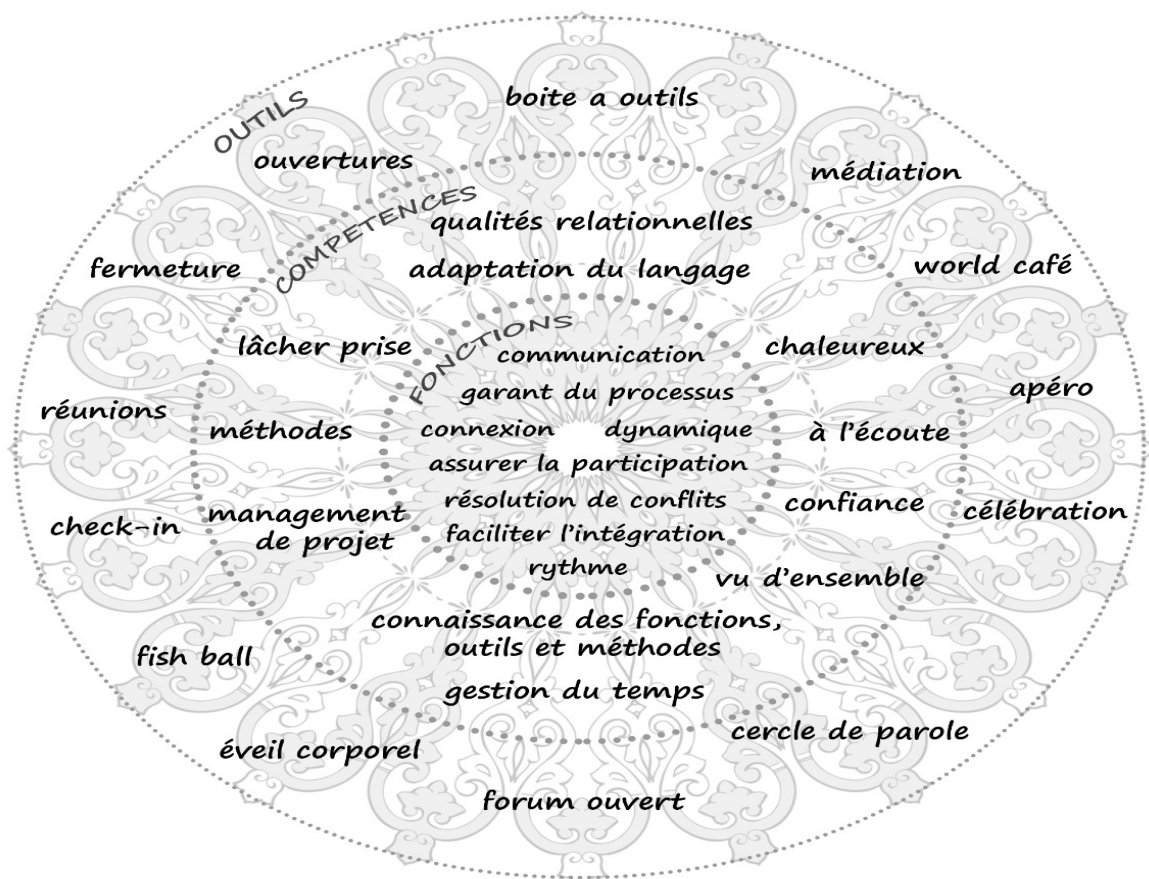 OUTILS
boite a outils
ouvertures
médiation
fermeture
world café
réunions
apéro
check-in
célébration
fish ball
cercle de parole
éveil corporel
forum ouvert
COMPETENCES
qualités relationnelles
adaptation du langage
lâcher prise
chaleureux
méthodes
à l'écoute
management
de projet
confiance
vu d'ensemble
connaissance des fonctions,
outils et méthodes
gestion du temps
FONCTIONS
communication
garant du processus
connexion
dynamique
assurer la participation
résolution de conflits
faciliter l'intégration
rythme